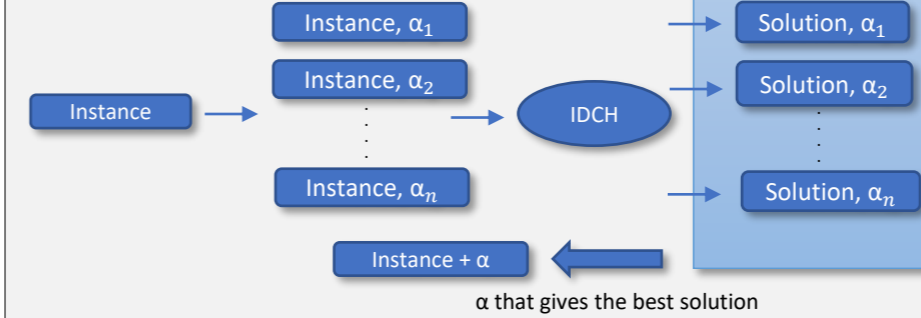 Instance
Instance, α₁
Instance, α₂
Instance, αₙ
IDCH
Solution, α₁
Solution, α₂
Solution, αₙ
Instance + α
α that gives the best solution